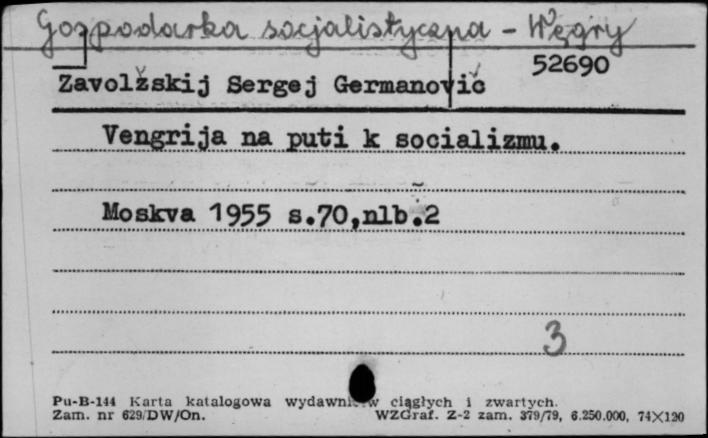 Gospodarka socjalistyczna - Węgry
52690
Zavolžskij Sergej Germanovič
Vengrija na puti k socializmu.
Moskva 1955 s.70,nlb.2
3
Pu-B-144 Karta katalogowa wydawnictw ciągłych i zwartych.
Zam. nr 629/DW/On. WZGraf. Z-2 zam. 379/79, 6.250.000, 74X120